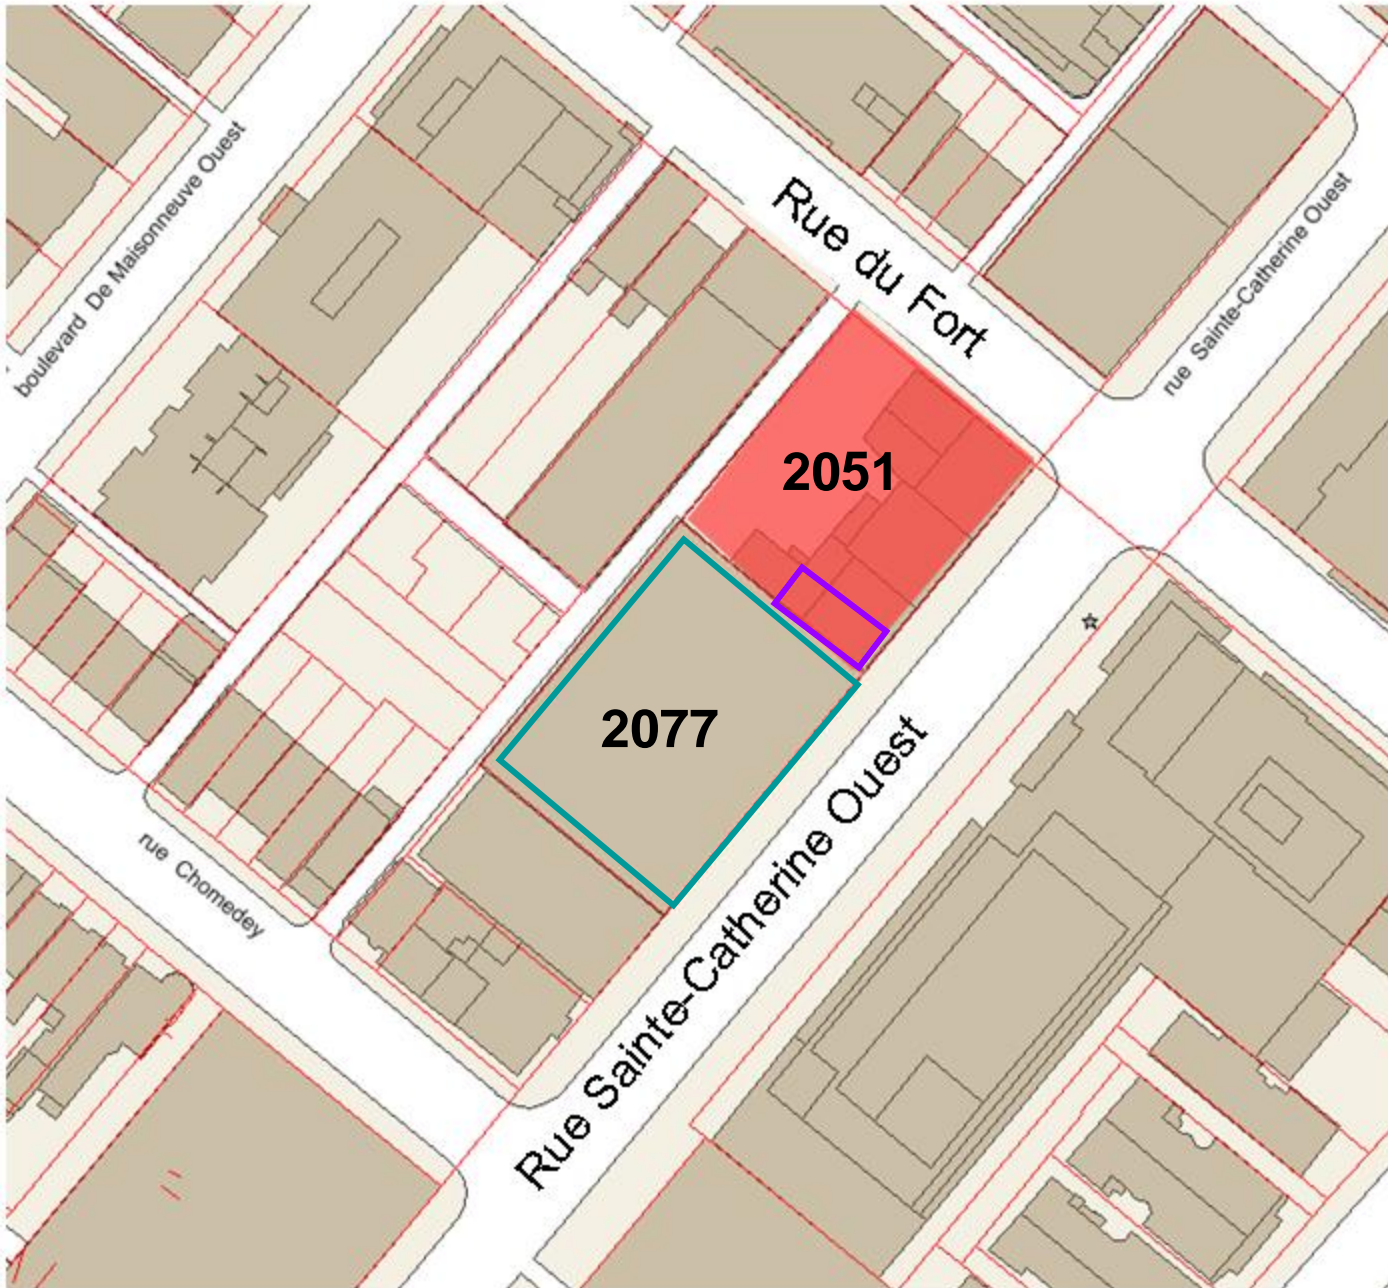 boulevard De Maisonneuve Ouest
Rue du Fort
rue Sainte-Catherine Ouest
2051
2077
Rue Sainte-Catherine Ouest
rue Chomedey